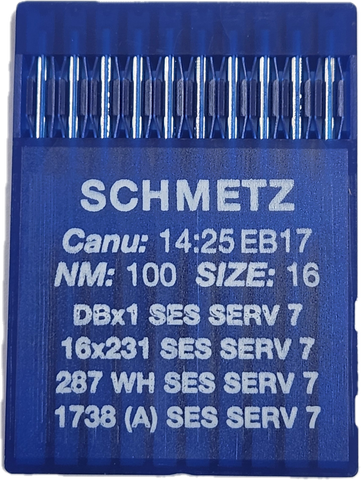 SCHMETZ
Canu: 14:25 EB17
NM: 100 SIZE: 16
DBx1 SES SERV 7
16x231 SES SERV 7
287 WH SES SERV 7
1738 (A) SES SERV 7